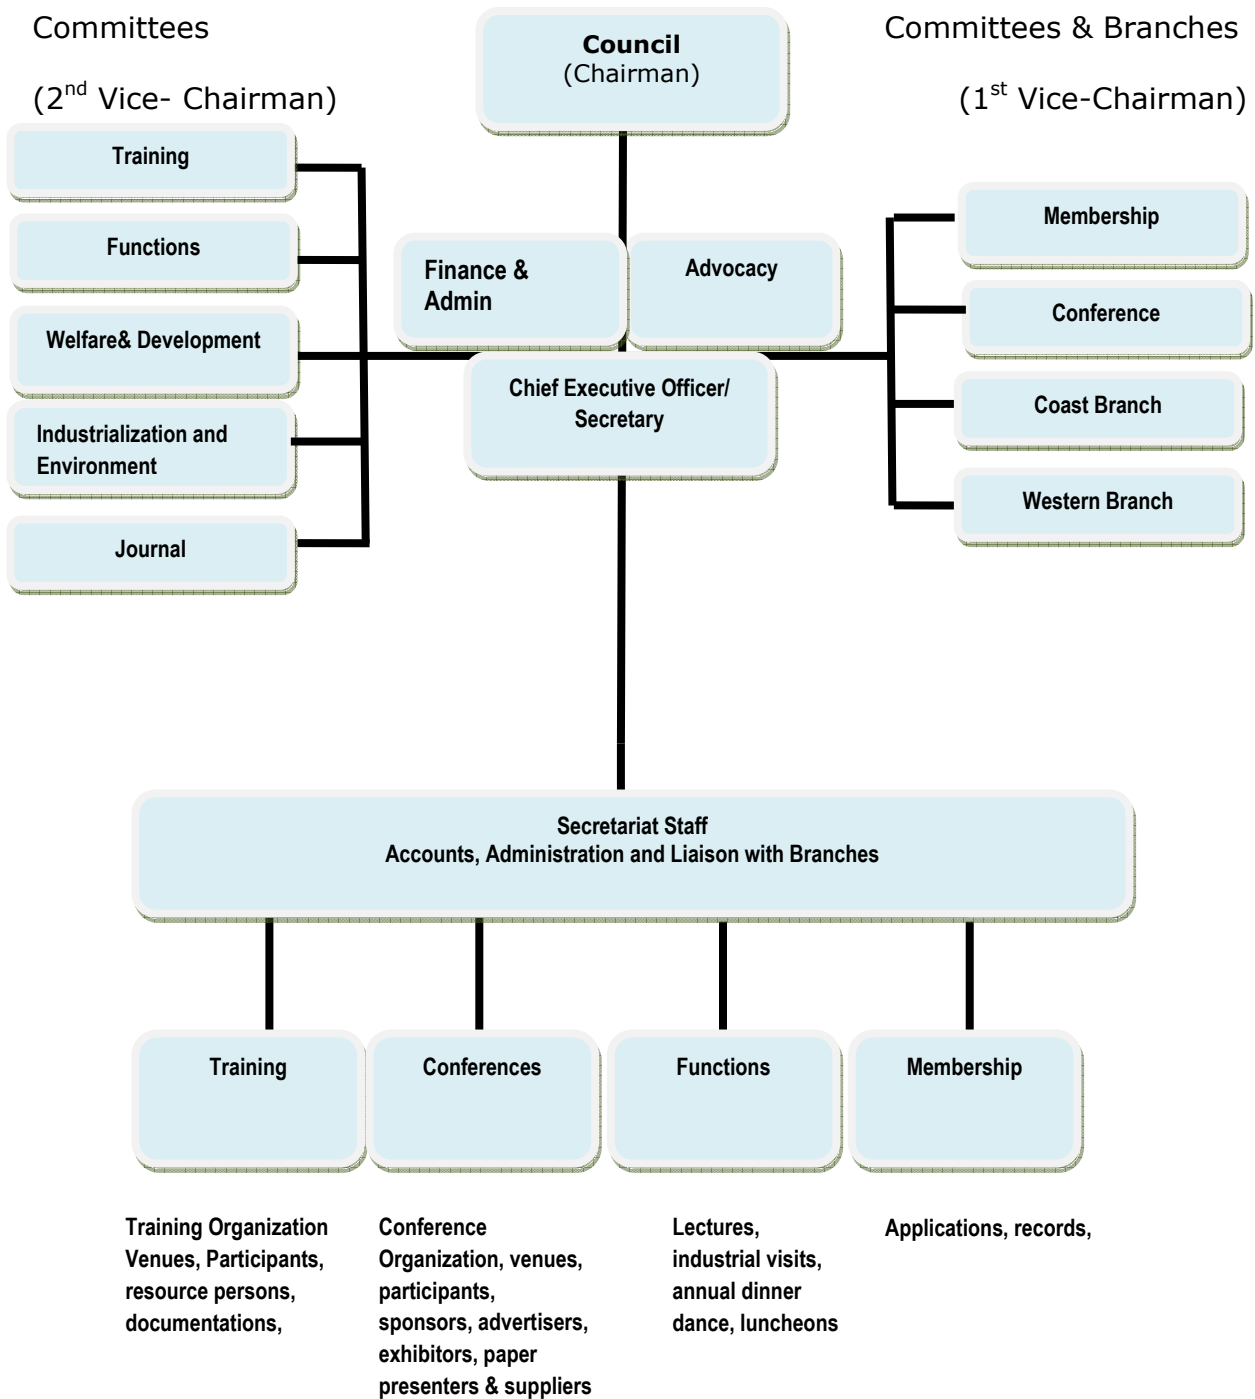 Committees
(2nd Vice- Chairman)
Council
(Chairman)
Committees & Branches
(1st Vice-Chairman)
Training
Functions
Welfare& Development
Industrialization and
Environment
Journal
Finance &
Admin
Advocacy
Chief Executive Officer/
Secretary
Membership
Conference
Coast Branch
Western Branch
Secretariat Staff
Accounts, Administration and Liaison with Branches
Training
Conferences
Functions
Membership
Training Organization
Venues, Participants,
resource persons,
documentations,
Conference
Organization, venues,
participants,
sponsors, advertisers,
exhibitors, paper
presenters & suppliers
Lectures,
industrial visits,
annual dinner
dance, luncheons
Applications, records,